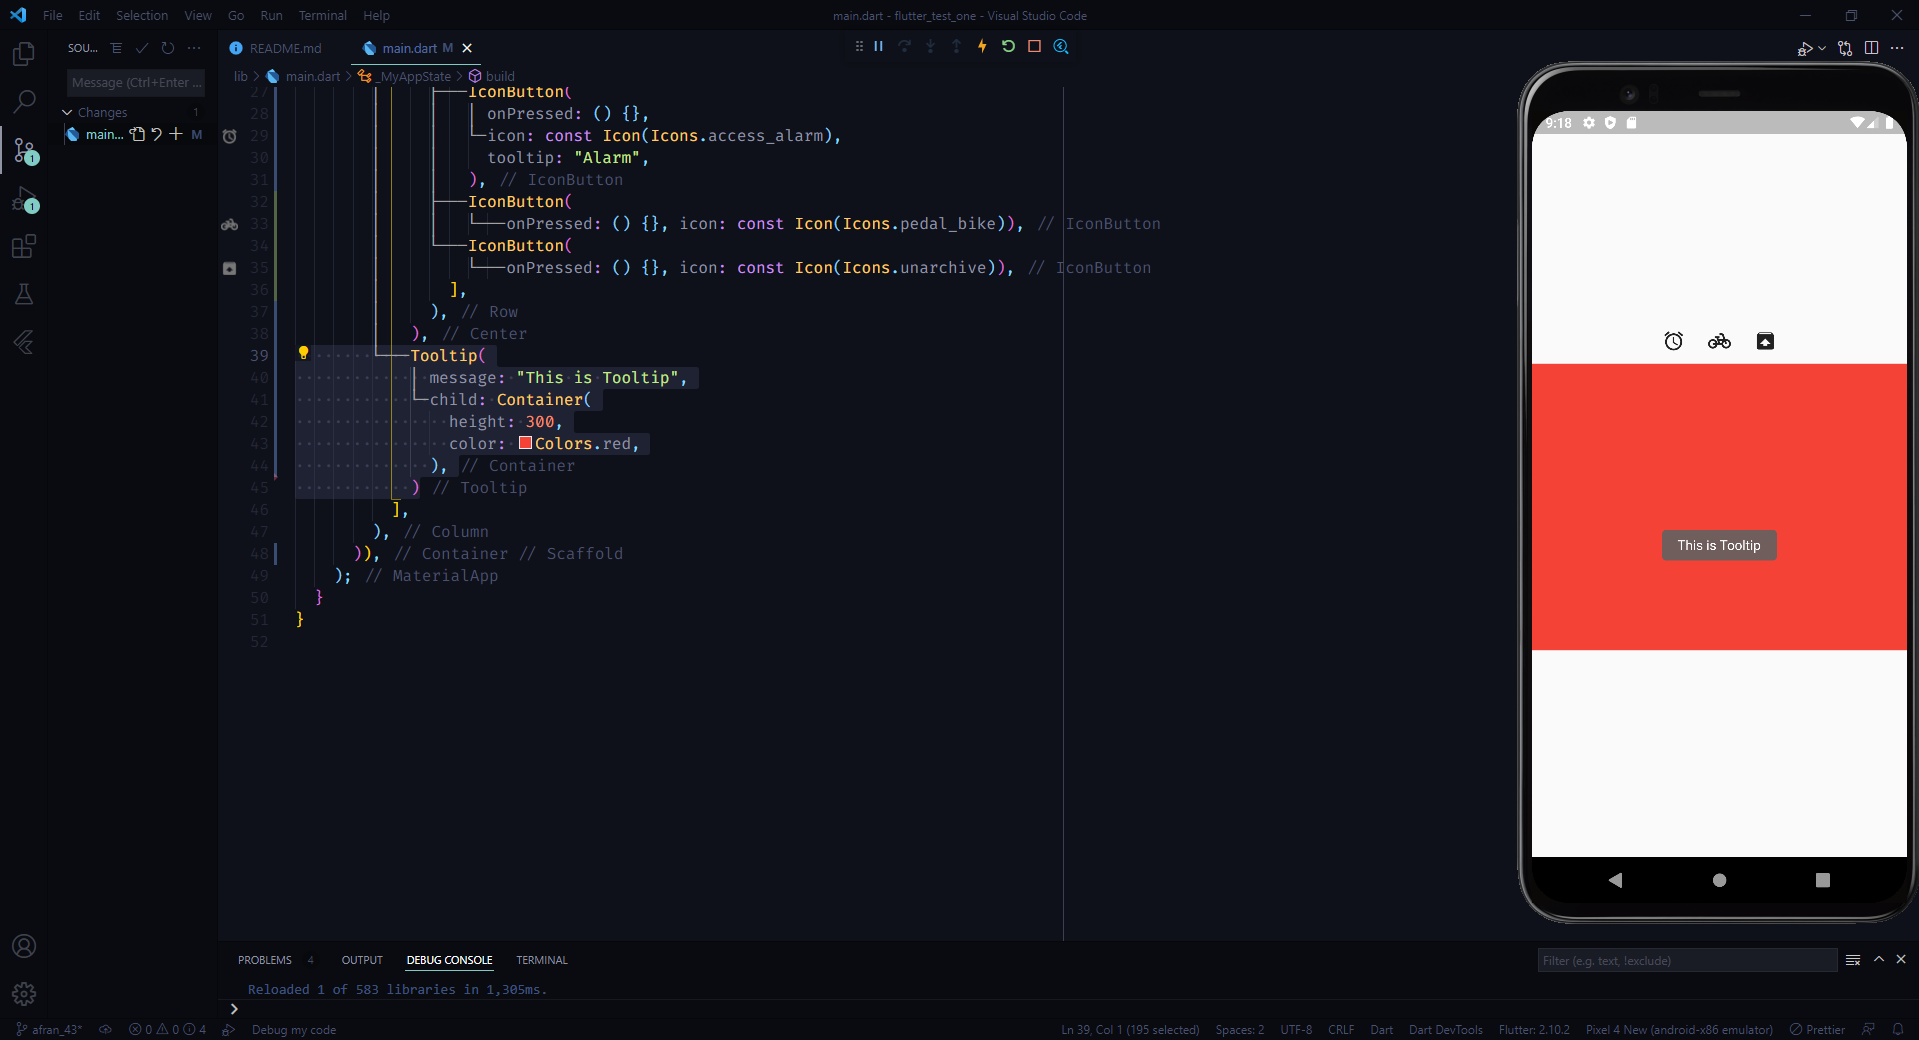 File Edit Selection View Go Run Terminal Help
main.dart - flutter_test_one - Visual Studio Code
SOU...
README.md
main.dart M
lib > main.dart > _MyAppState > build
Message (Ctrl+Enter ...
Changes 1
main... M
1
1
27 IconButton(
28 onPressed: () {},
29 icon: const Icon(Icons.access_alarm),
30 tooltip: "Alarm",
31 ), // IconButton
32 IconButton(
33 onPressed: () {}, icon: const Icon(Icons.pedal_bike)), // IconButton
34 IconButton(
35 onPressed: () {}, icon: const Icon(Icons.unarchive)), // IconButton
36 ],
37 ), // Row
38 ), // Center
39 Tooltip(
40 message: "This is Tooltip",
41 child: Container(
42 height: 300,
43 color: Colors.red,
44 ), // Container
45 ) // Tooltip
46 ],
47 ), // Column
48 )), // Container // Scaffold
49 ); // MaterialApp
50 }
51 }
52
9:18
This is Tooltip
PROBLEMS 4 OUTPUT DEBUG CONSOLE TERMINAL
Filter (e.g. text, !exclude)
Reloaded 1 of 583 libraries in 1,305ms.
afran_43* 0 0 4 Debug my code
Ln 39, Col 1 (195 selected) Spaces: 2 UTF-8 CRLF Dart Dart DevTools Flutter: 2.10.2 Pixel 4 New (android-x86 emulator) Prettier